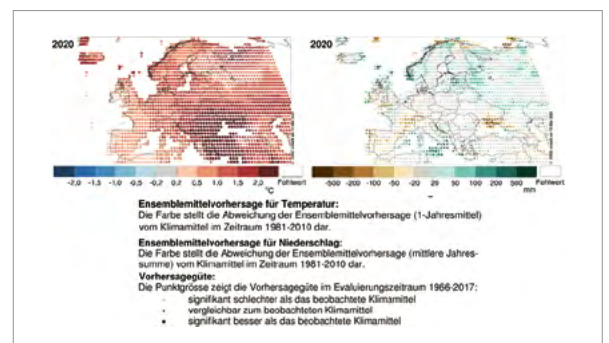 2020
2020
-2,0 -1,5 -1,0 -0,5 -0,2 0,2 0,5 1,0 1,5 2,0 Fehlwert
°C
-500 -200 -100 -50 -20 20 50 100 200 500 Fehlwert
mm
Ensemblemittelvorhersage für Temperatur:
Die Farbe stellt die Abweichung der Ensemblemittelvorhersage (1-Jahresmittel)
vom Klimamittel im Zeitraum 1981-2010 dar.
Ensemblemittelvorhersage für Niederschlag:
Die Farbe stellt die Abweichung der Ensemblemittelvorhersage (mittlere Jahres-
summe) vom Klimamittel im Zeitraum 1981-2010 dar.
Vorhersagegüte:
Die Punktgrösse zeigt die Vorhersagegüte im Evaluierungszeitraum 1966-2017:
signifikant schlechter als das beobachtete Klimamittel
vergleichbar zum beobachteten Klimamittel
signifikant besser als das beobachtete Klimamittel